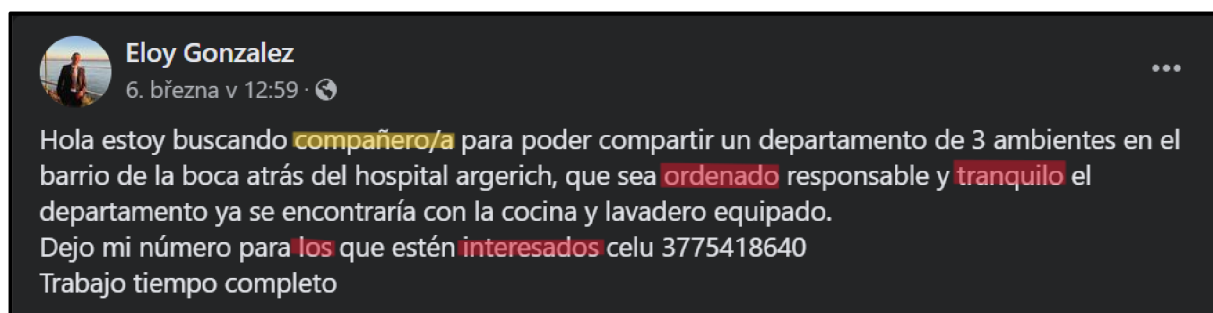 Eloy Gonzalez
6. března v 12:59 ·
Hola estoy buscando compañero/a para poder compartir un departamento de 3 ambientes en el
barrio de la boca atrás del hospital argerich, que sea ordenado responsable y tranquilo el
departamento ya se encontraría con la cocina y lavadero equipado.
Dejo mi número para los que estén interesados celu 3775418640
Trabajo tiempo completo